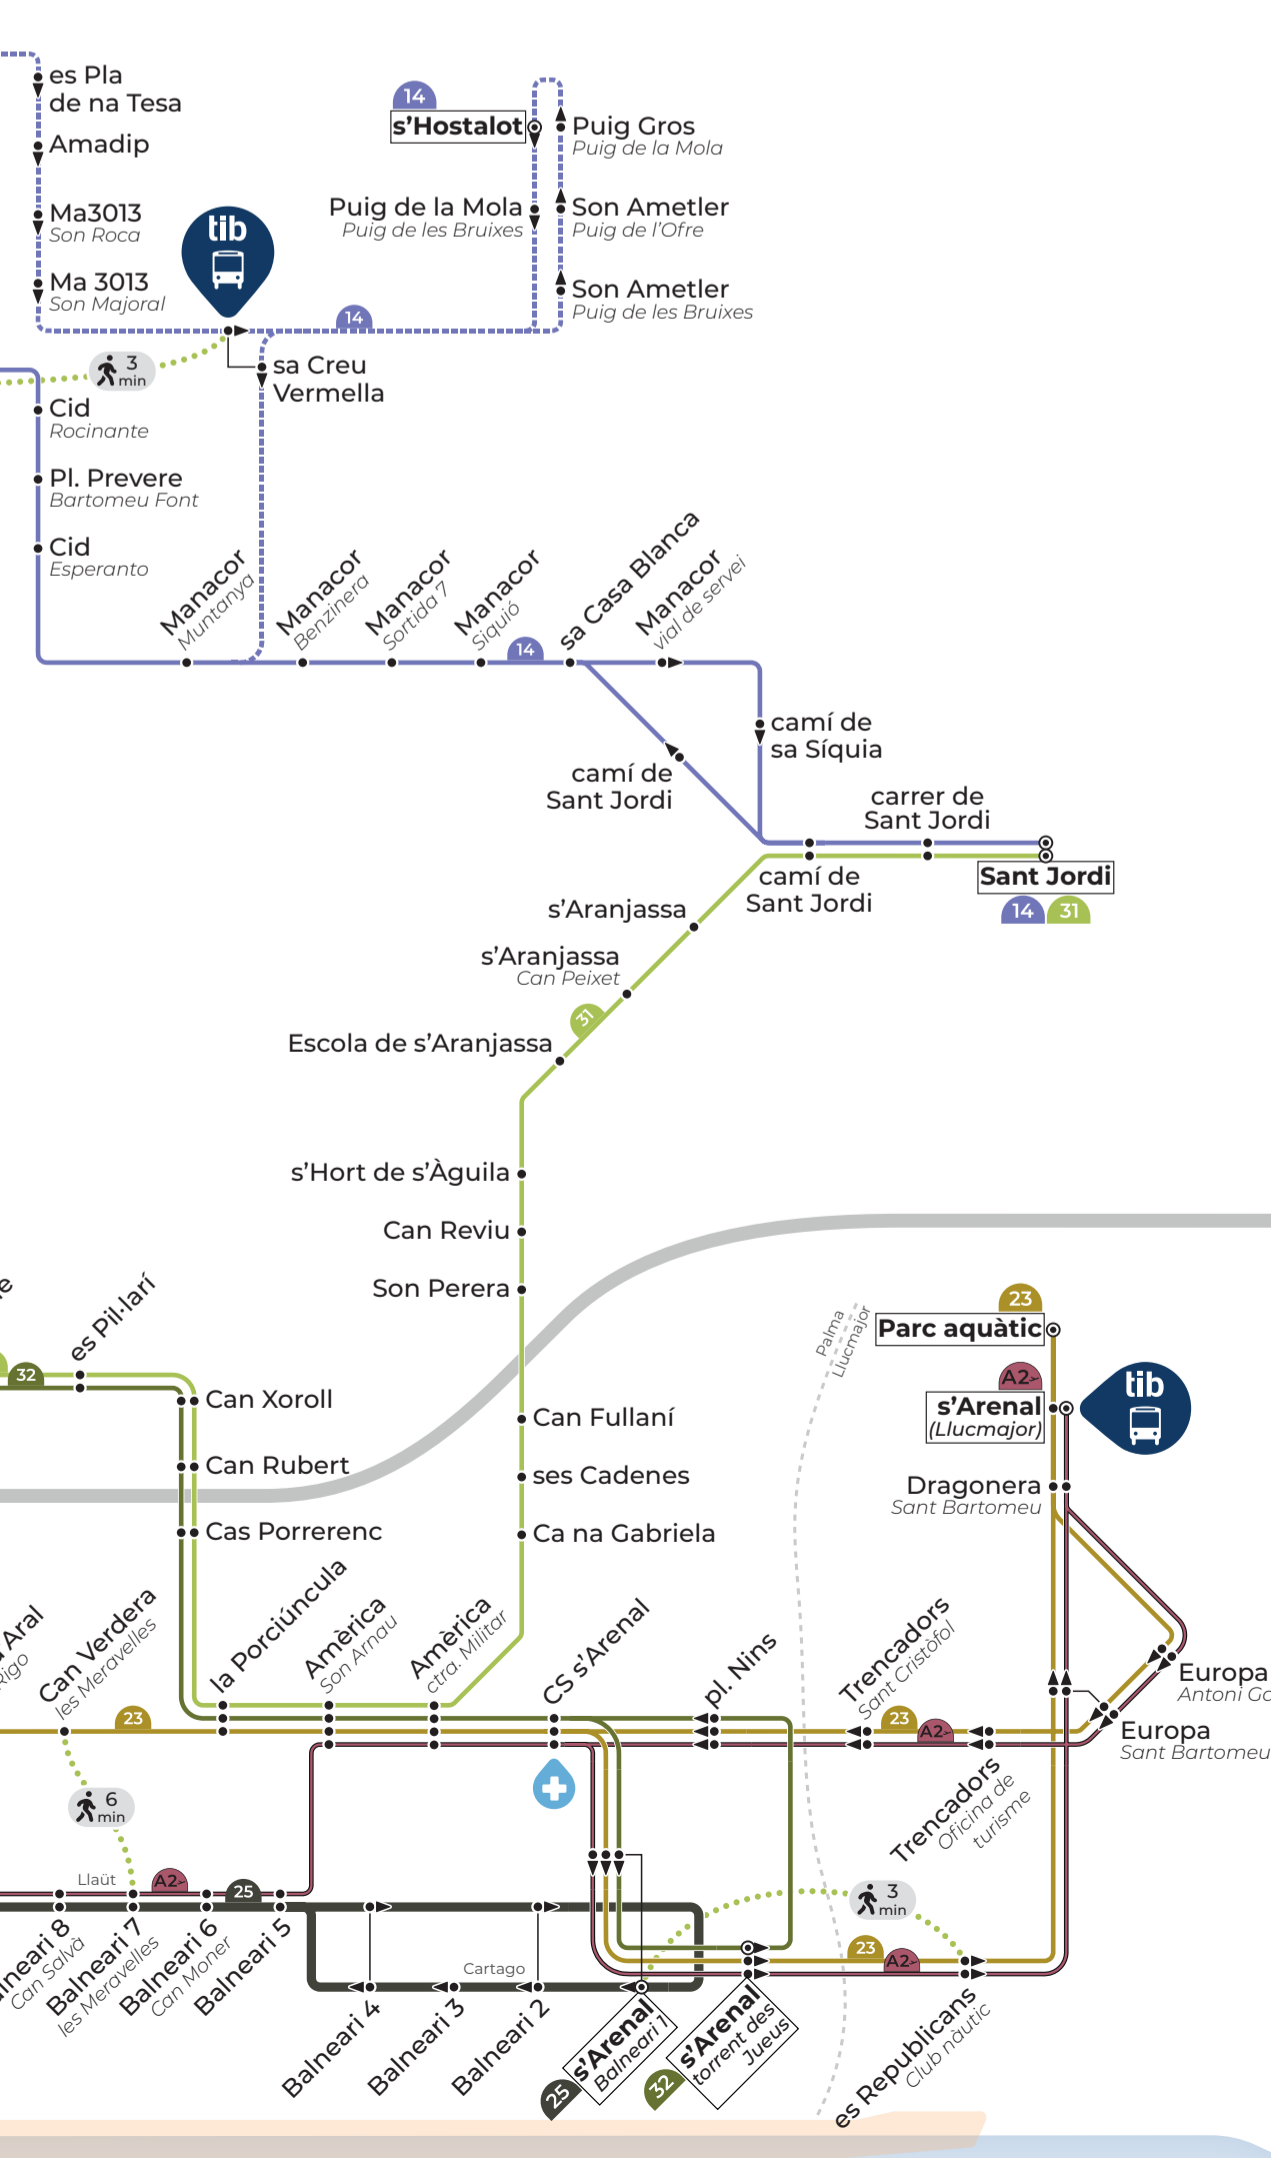 es Pla
de na Tesa
Amadip
Ma3013
Son Roca
Ma 3013
Son Majoral
tib
14
s'Hostalot
Puig Gros
Puig de la Mola
Puig de la Mola
Puig de les Bruixes
Son Ametler
Puig de l'Ofre
Son Ametler
Puig de les Bruixes
14
3
min
sa Creu
Vermella
Cid
Rocinante
Pl. Prevere
Bartomeu Font
Cid
Esperanto
Manacor
Muntanya
Manacor
Benzinera
Manacor
Sortida 7
Manacor
Siquió
14
sa Casa Blanca
Manacor
vial de servei
camí de
sa Síquia
camí de
Sant Jordi
carrer de
Sant Jordi
camí de
Sant Jordi
Sant Jordi
14
31
s'Aranjassa
s'Aranjassa
Can Peixet
31
Escola de s'Aranjassa
s'Hort de s'Àguila
Can Reviu
Son Perera
Can Fullaní
ses Cadenes
Ca na Gabriela
es Pil·larí
32
Can Xoroll
Can Rubert
Cas Porrerenc
Palma
Llucmajor
23
Parc aquàtic
A2
s'Arenal
(Llucmajor)
tib
Dragonera
Sant Bartomeu
Aral
Rigo
Can Verdera
les Meravelles
23
la Porciúncula
Amèrica
Son Arnau
Amèrica
ctra. Militar
CS s'Arenal
pl. Nins
Trencadors
Sant Cristòfol
23
A2
Trencadors
Oficina de
turisme
Europa
Antoni
Europa
Sant Bartomeu
6
min
Llaüt
A2
25
Balneari 8
Can Salvà
Balneari 7
les Meravelles
Balneari 6
Can Moner
Balneari 5
Cartago
Balneari 4
Balneari 3
Balneari 2
s'Arenal
Balneari 1
25
s'Arenal
torrent des
Jueus
32
3
min
23
A2
es Republicans
Club nàutic